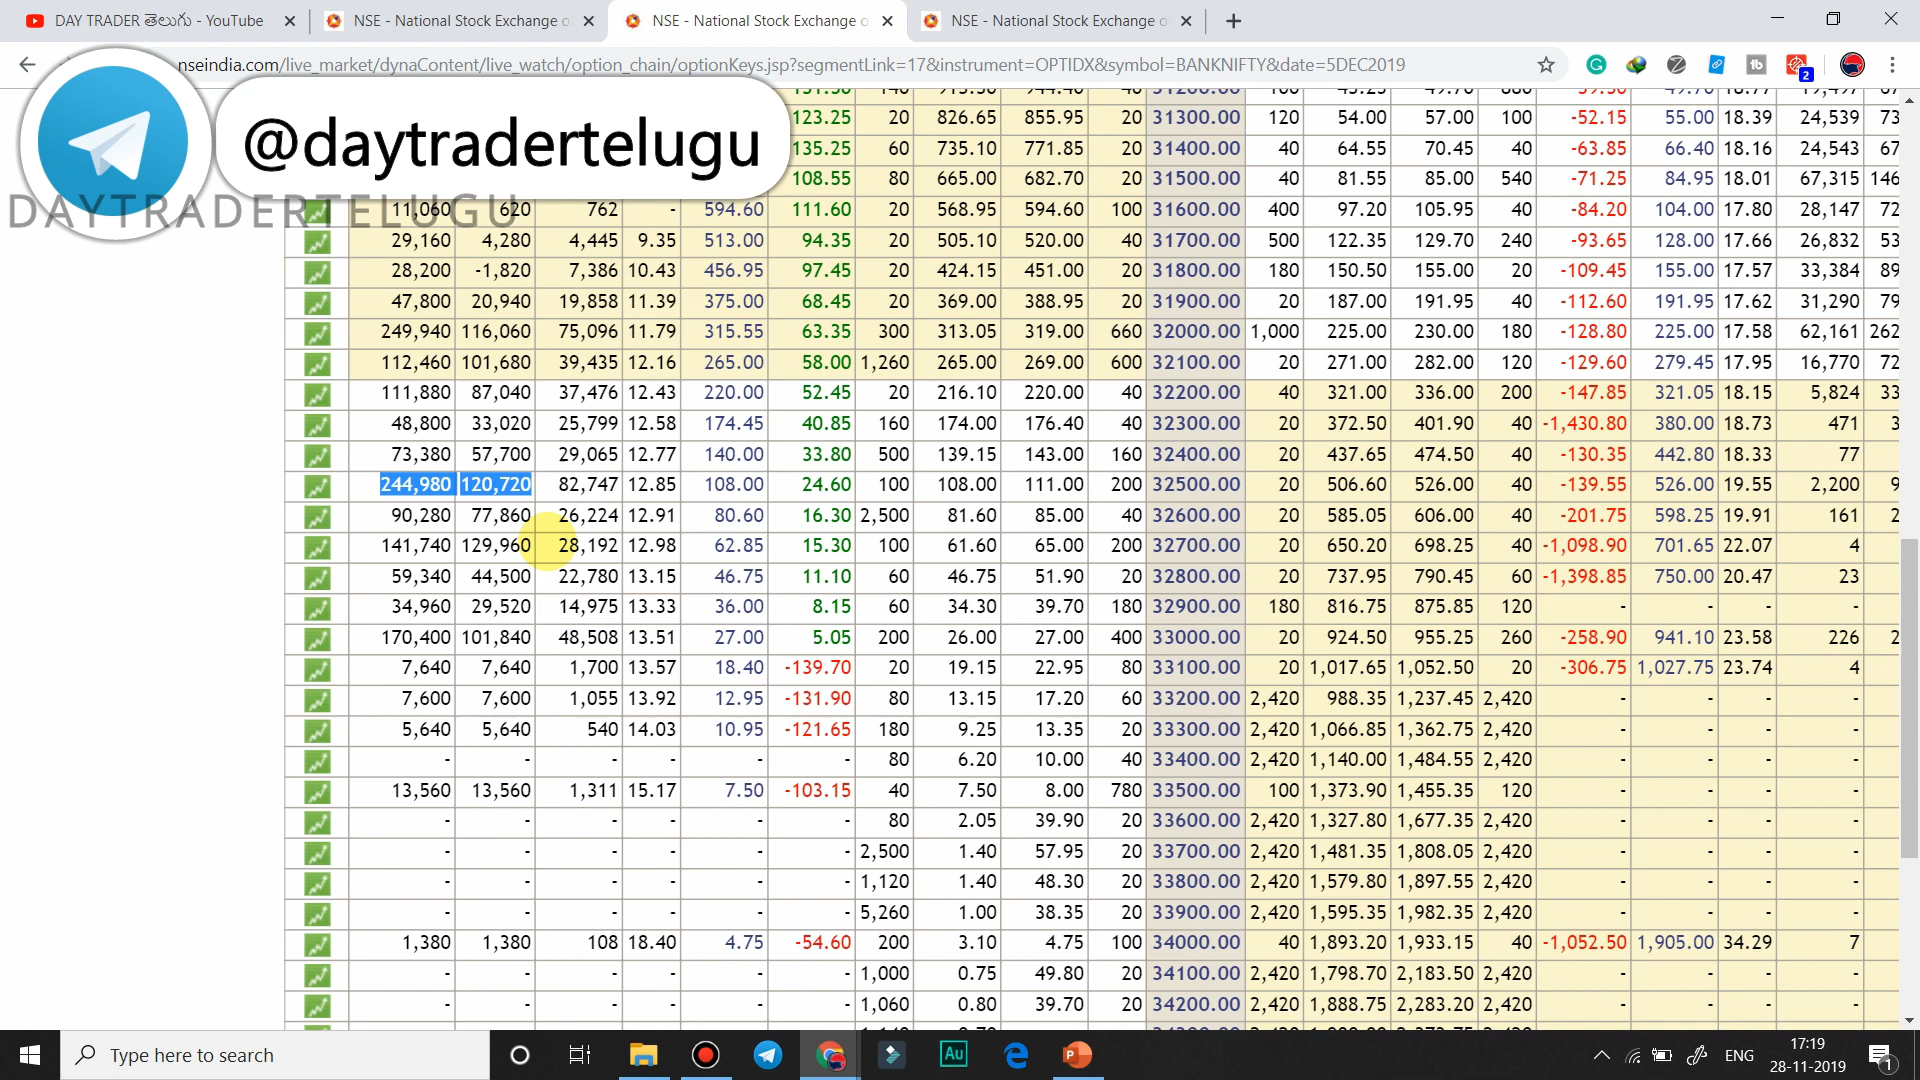 DAY TRADER తెలుగు - YouTube
NSE - National Stock Exchange o
NSE - National Stock Exchange o
NSE - National Stock Exchange o
nseindia.com/live_market/dynaContent/live_watch/option_chain/optionKeys.jsp?segmentLink=17&instrument=OPTIDX&symbol=BANKNIFTY&date=5DEC2019
2
@daytradertelugu
DAYTRADERTELUGU
123.25 20 826.65 855.95 20 31300.00 120 54.00 57.00 100 -52.15 55.00 18.39 24,539 73
135.25 60 735.10 771.85 20 31400.00 40 64.55 70.45 40 -63.85 66.40 18.16 24,543 67
108.55 80 665.00 682.70 20 31500.00 40 81.55 85.00 540 -71.25 84.95 18.01 67,315 146
11,060 620 762 - 594.60 111.60 20 568.95 594.60 100 31600.00 400 97.20 105.95 40 -84.20 104.00 17.80 28,147 72
29,160 4,280 4,445 9.35 513.00 94.35 20 505.10 520.00 40 31700.00 500 122.35 129.70 240 -93.65 128.00 17.66 26,832 53
28,200 -1,820 7,386 10.43 456.95 97.45 20 424.15 451.00 20 31800.00 180 150.50 155.00 20 -109.45 155.00 17.57 33,384 89
47,800 20,940 19,858 11.39 375.00 68.45 20 369.00 388.95 20 31900.00 20 187.00 191.95 40 -112.60 191.95 17.62 31,290 79
249,940 116,060 75,096 11.79 315.55 63.35 300 313.05 319.00 660 32000.00 1,000 225.00 230.00 180 -128.80 225.00 17.58 62,161 262
112,460 101,680 39,435 12.16 265.00 58.00 1,260 265.00 269.00 600 32100.00 20 271.00 282.00 120 -129.60 279.45 17.95 16,770 72
111,880 87,040 37,476 12.43 220.00 52.45 20 216.10 220.00 40 32200.00 40 321.00 336.00 200 -147.85 321.05 18.15 5,824 33
48,800 33,020 25,799 12.58 174.45 40.85 160 174.00 176.40 40 32300.00 20 372.50 401.90 40 -1,430.80 380.00 18.73 471 3
73,380 57,700 29,065 12.77 140.00 33.80 500 139.15 143.00 160 32400.00 20 437.65 474.50 40 -130.35 442.80 18.33 77
244,980 120,720 82,747 12.85 108.00 24.60 100 108.00 111.00 200 32500.00 20 506.60 526.00 40 -139.55 526.00 19.55 2,200 9
90,280 77,860 26,224 12.91 80.60 16.30 2,500 81.60 85.00 40 32600.00 20 585.05 606.00 40 -201.75 598.25 19.91 161 2
141,740 129,960 28,192 12.98 62.85 15.30 100 61.60 65.00 200 32700.00 20 650.20 698.25 40 -1,098.90 701.65 22.07 4
59,340 44,500 22,780 13.15 46.75 11.10 60 46.75 51.90 20 32800.00 20 737.95 790.45 60 -1,398.85 750.00 20.47 23
34,960 29,520 14,975 13.33 36.00 8.15 60 34.30 39.70 180 32900.00 180 816.75 875.85 120 - - - -
170,400 101,840 48,508 13.51 27.00 5.05 200 26.00 27.00 400 33000.00 20 924.50 955.25 260 -258.90 941.10 23.58 226 2
7,640 7,640 1,700 13.57 18.40 -139.70 20 19.15 22.95 80 33100.00 20 1,017.65 1,052.50 20 -306.75 1,027.75 23.74 4
7,600 7,600 1,055 13.92 12.95 -131.90 80 13.15 17.20 60 33200.00 2,420 988.35 1,237.45 2,420 - - - -
5,640 5,640 540 14.03 10.95 -121.65 180 9.25 13.35 20 33300.00 2,420 1,066.85 1,362.75 2,420 - - - -
- - - - - - 80 6.20 10.00 40 33400.00 2,420 1,140.00 1,484.55 2,420 - - - -
13,560 13,560 1,311 15.17 7.50 -103.15 40 7.50 8.00 780 33500.00 100 1,373.90 1,455.35 120 - - - -
- - - - - - 80 2.05 39.90 20 33600.00 2,420 1,327.80 1,677.35 2,420 - - - -
- - - - - - 2,500 1.40 57.95 20 33700.00 2,420 1,481.35 1,808.05 2,420 - - - -
- - - - - - 1,120 1.40 48.30 20 33800.00 2,420 1,579.80 1,897.55 2,420 - - - -
- - - - - - 5,260 1.00 38.35 20 33900.00 2,420 1,595.35 1,982.35 2,420 - - - -
1,380 1,380 108 18.40 4.75 -54.60 200 3.10 4.75 100 34000.00 40 1,893.20 1,933.15 40 -1,052.50 1,905.00 34.29 7
- - - - - - 1,000 0.75 49.80 20 34100.00 2,420 1,798.70 2,183.50 2,420 - - - -
- - - - - - 1,060 0.80 39.70 20 34200.00 2,420 1,888.75 2,283.20 2,420 - - - -
Type here to search
Au
ENG
17:19
28-11-2019
1